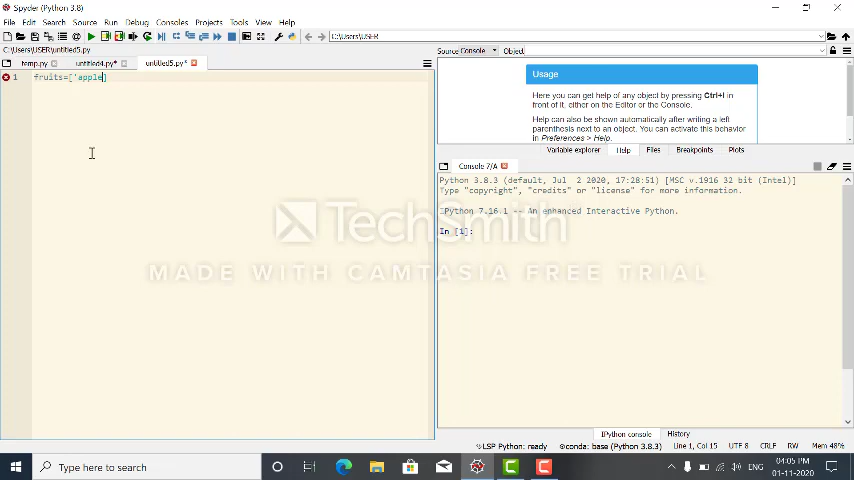 Spyder (Python 3.8)
File Edit Search Source Run Debug Consoles Projects Tools View Help
C:\Users\USER
C:\Users\USER\untitled5.py
temp.py untitled4.py* untitled5.py*
1 fruits=['apple]
Source Console Object
Usage
Here you can get help of any object by pressing Ctrl+I in
front of it, either on the Editor or the Console.
Help can also be shown automatically after writing a left
parenthesis next to an object. You can activate this behavior
in Preferences > Help.
Variable explorer Help Files Breakpoints Plots
Console 7/A
Python 3.8.3 (default, Jul 2 2020, 17:28:51) [MSC v.1916 32 bit (Intel)]
Type "copyright", "credits" or "license" for more information.
IPython 7.16.1 -- An enhanced Interactive Python.
In [1]:
TechSmith®
MADE WITH CAMTASIA FREE TRIAL
IPython console History
LSP Python: ready conda: base (Python 3.8.3) Line 1, Col 15 UTF 8 CRLF RW Mem 48%
Type here to search
ENG
04:05 PM
01-11-2020